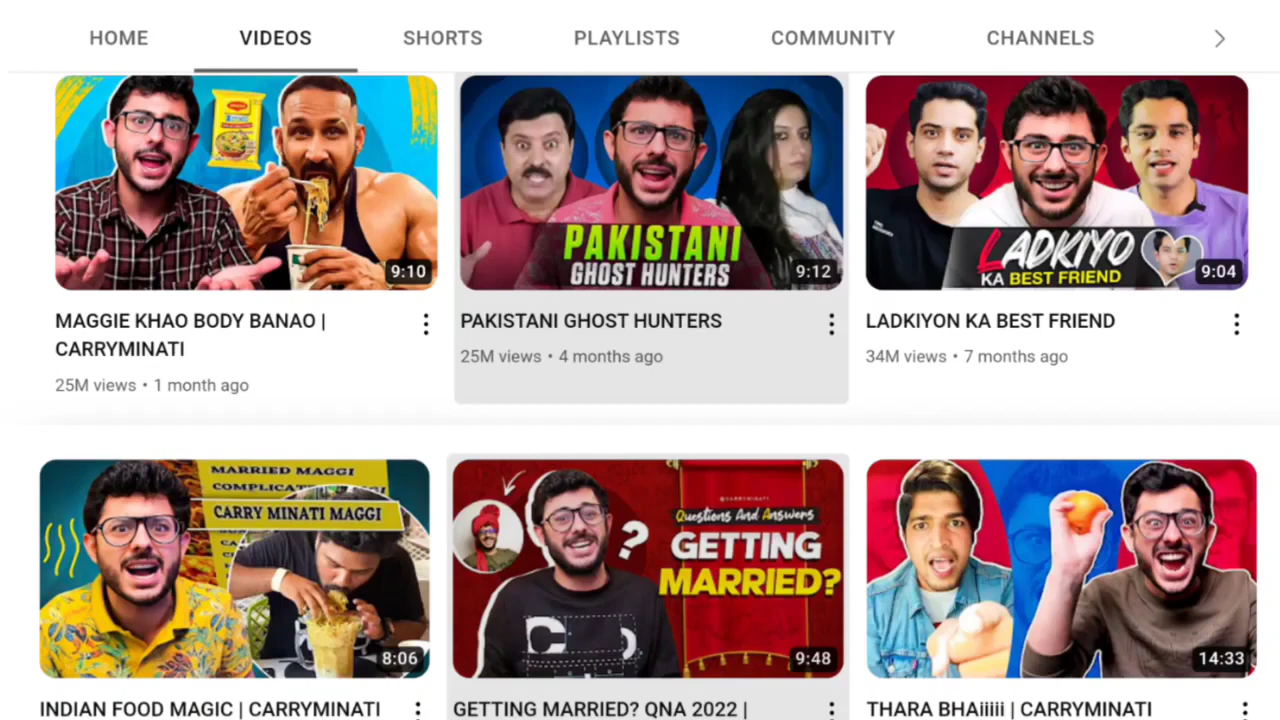 HOME VIDEOS SHORTS PLAYLISTS COMMUNITY CHANNELS
9:10
PAKISTANI
GHOST HUNTERS
9:12
LADKIYO
KA BEST FRIEND
9:04
MAGGIE KHAO BODY BANAO |
CARRYMINATI
25M views • 1 month ago
PAKISTANI GHOST HUNTERS
25M views • 4 months ago
LADKIYON KA BEST FRIEND
34M views • 7 months ago
MARRIED MAGGI
CARRY MINATI MAGGI
8:06
@CARRYMINATI
Questions And Answers
GETTING
MARRIED?
?
9:48
14:33
INDIAN FOOD MAGIC | CARRYMINATI
GETTING MARRIED? QNA 2022 |
THARA BHAiiiii | CARRYMINATI